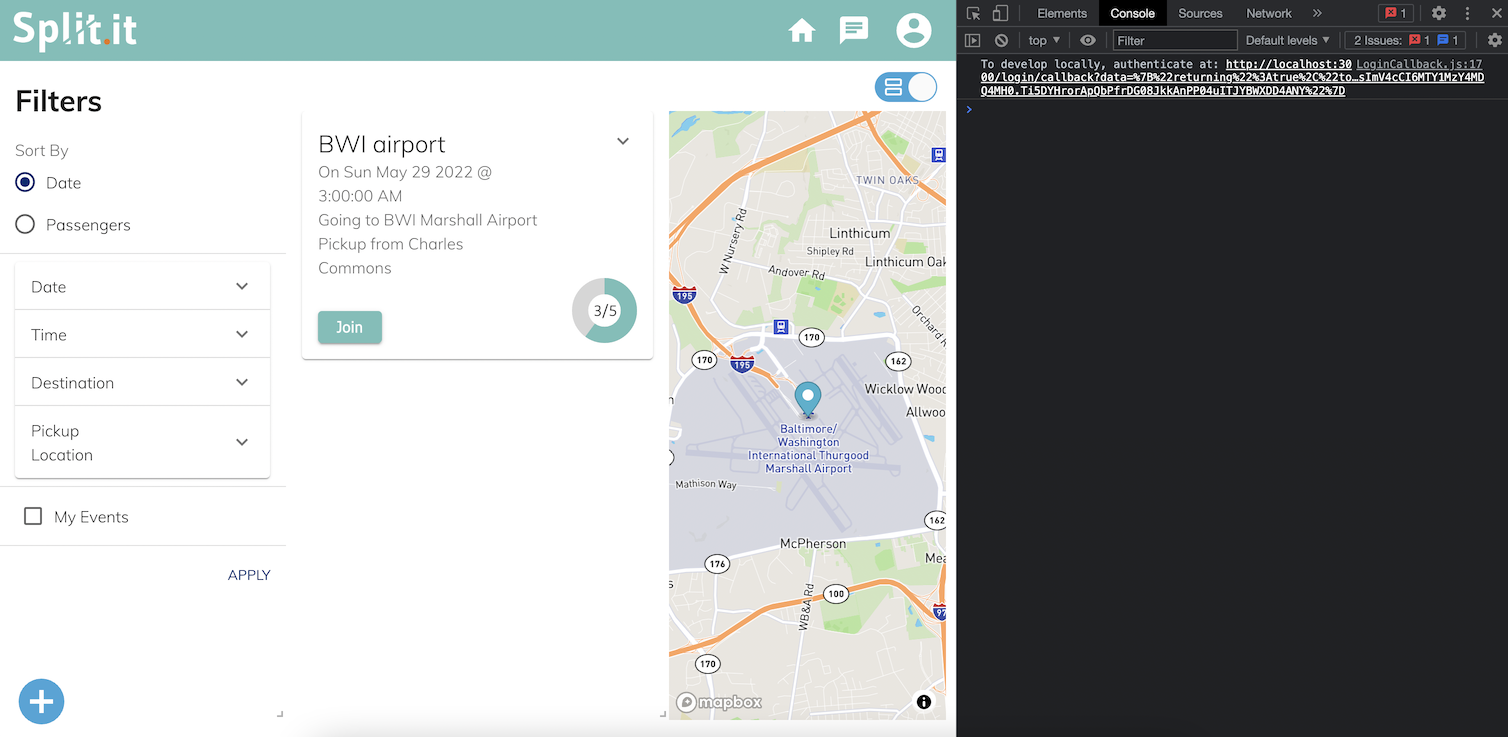 Split.it
Filters
Sort By
Date
Passengers
Date
Time
Destination
Pickup
Location
My Events
APPLY
BWI airport
On Sun May 29 2022 @
3:00:00 AM
Going to BWI Marshall Airport
Pickup from Charles
Commons
Join
3/5
TWIN OAKS
W Nursery Rd
Linthicum
Shipley Rd
Linthicum Oak
Andover Rd
195
Orchard R
170
170
195
162
Wicklow Wood
Allwoo
Baltimore/
Washington
International Thurgood
Marshall Airport
Mathison Way
162
McPherson
Mea
176
WB&A Rd
100
97
170
mapbox
Elements
Console
Sources
Network
1
top
Filter
Default levels
2 Issues:
1
1
To develop locally, authenticate at: http://localhost:30 LoginCallback.js:17
00/login/callback?data=%7B%22returning%22%3Atrue%2C%22to…sImV4cCI6MTY1MzY4MD
Q4MH0.Ti5DYHrorApQbPfrDG08JkkAnPP04uITJYBWXDD4ANY%22%7D